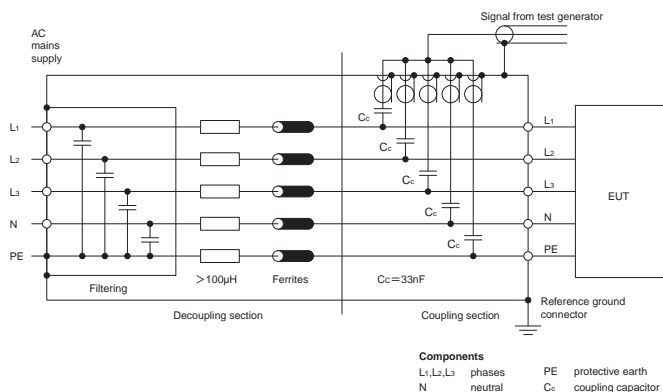 Signal from test generator
AC
mains
supply
L1
L2
L3
N
PE
Cc
Cc
Cc
Cc
Cc
L1
L2
L3
N
PE
EUT
Filtering
>100μH
Ferrites
Cc=33nF
Decoupling section
Coupling section
Reference ground
connector
Components
L1,L2,L3 phases
N neutral
PE protective earth
Cc coupling capacitor